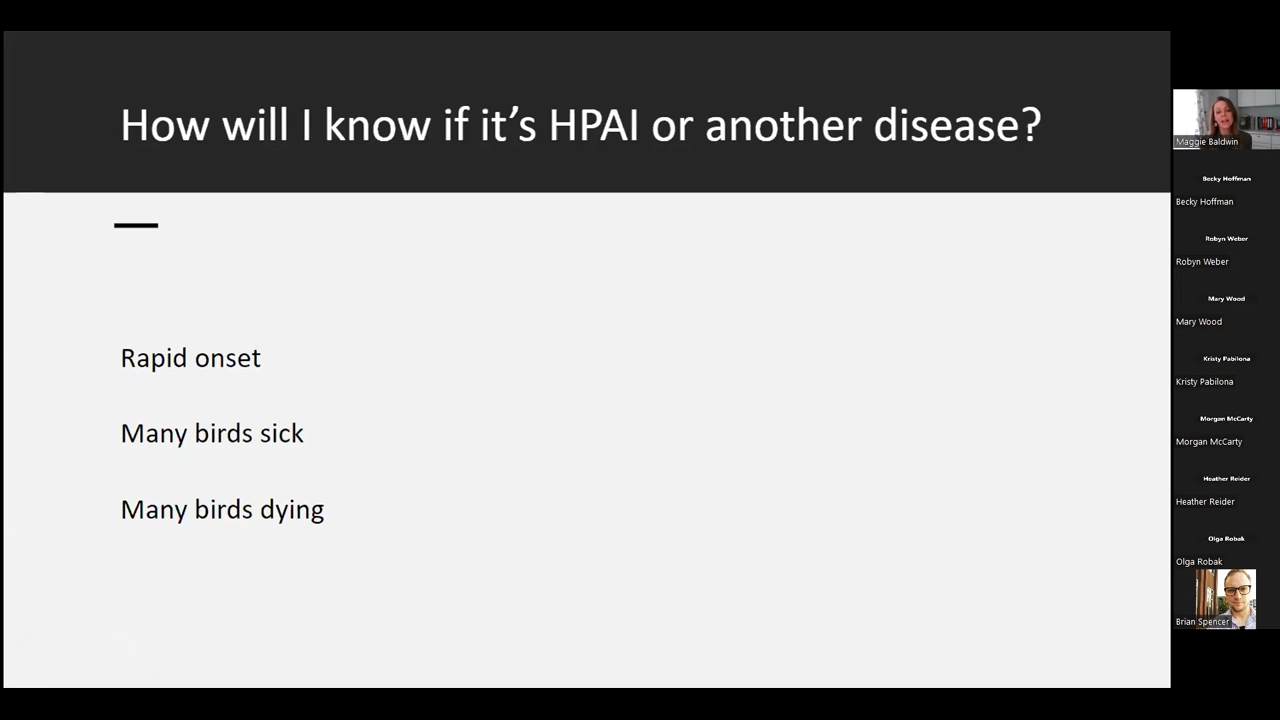 How will I know if it's HPAI or another disease?
Rapid onset
Many birds sick
Many birds dying
Maggie Baldwin
Becky Hoffman
Becky Hoffman
Robyn Weber
Robyn Weber
Mary Wood
Mary Wood
Kristy Pabilona
Kristy Pabilona
Morgan McCarty
Morgan McCarty
Heather Reider
Heather Reider
Olga Robak
Olga Robak
Brian Spencer